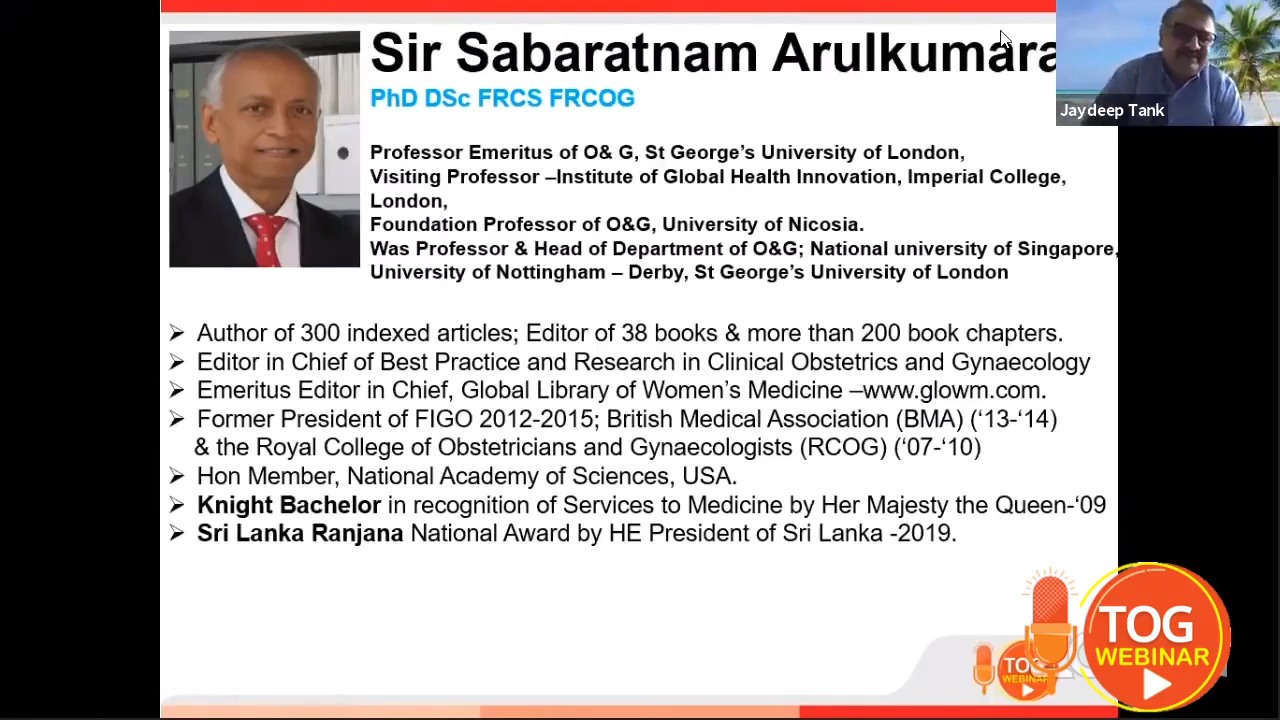 Sir Sabaratnam Arulkumara
PhD DSc FRCS FRCOG
Jaydeep Tank
Professor Emeritus of O& G, St George's University of London,
Visiting Professor –Institute of Global Health Innovation, Imperial College,
London,
Foundation Professor of O&G, University of Nicosia.
Was Professor & Head of Department of O&G; National university of Singapore,
University of Nottingham – Derby, St George's University of London
➢ Author of 300 indexed articles; Editor of 38 books & more than 200 book chapters.
➢ Editor in Chief of Best Practice and Research in Clinical Obstetrics and Gynaecology
➢ Emeritus Editor in Chief, Global Library of Women's Medicine –www.glowm.com.
➢ Former President of FIGO 2012-2015; British Medical Association (BMA) ('13-'14)
& the Royal College of Obstetricians and Gynaecologists (RCOG) ('07-'10)
➢ Hon Member, National Academy of Sciences, USA.
➢ Knight Bachelor in recognition of Services to Medicine by Her Majesty the Queen-'09
➢ Sri Lanka Ranjana National Award by HE President of Sri Lanka -2019.
TOG
WEBINAR
TOG
WEBINAR